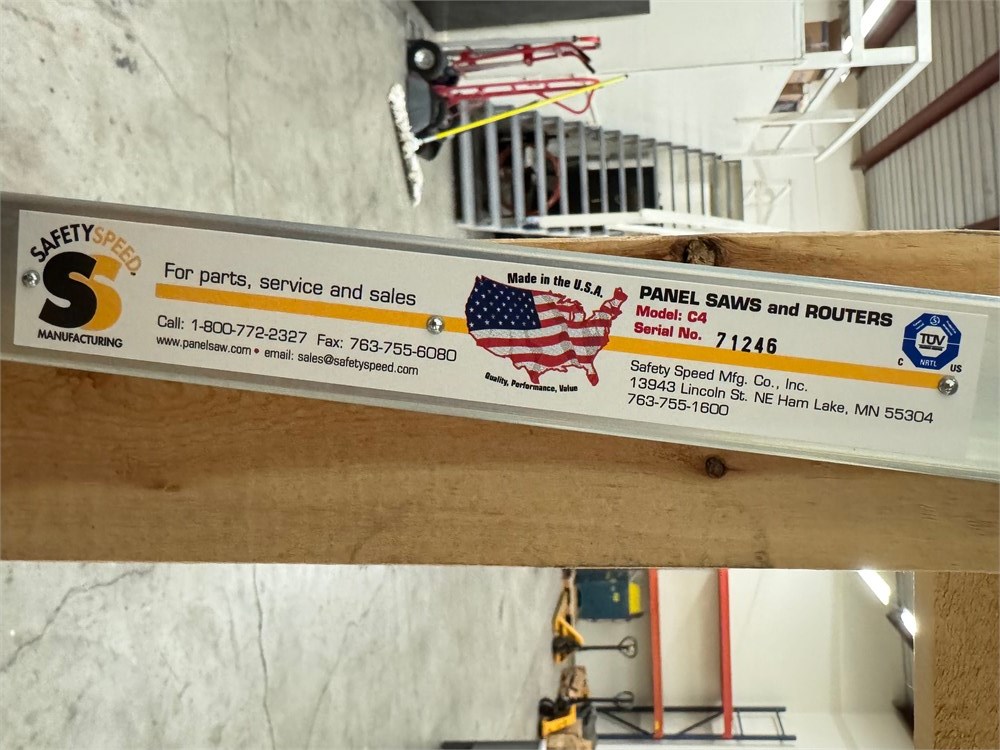 SAFETY SPEED
SS
MANUFACTURING
For parts, service and sales
Call: 1-800-772-2327 Fax: 763-755-6080
www.panelsaw.com • email: sales@safetyspeed.com
Made in the U.S.A.
Quality, Performance, Value
PANEL SAWS and ROUTERS
Model: C4
Serial No. 71246
Safety Speed Mfg. Co., Inc.
13943 Lincoln St. NE Ham Lake, MN 55304
763-755-1600
TUV
C NRTL US